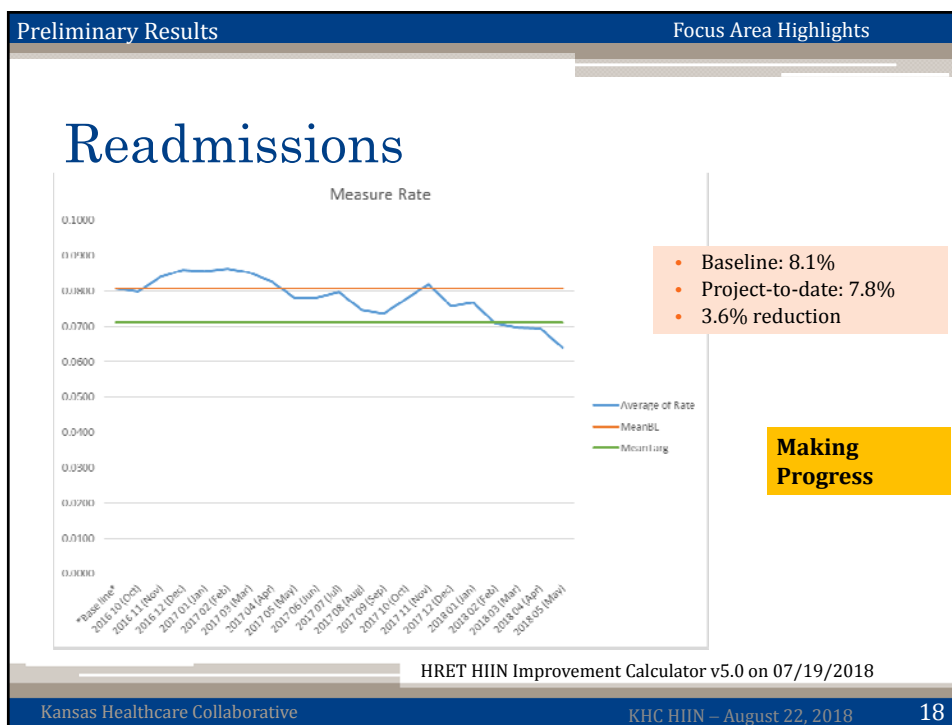 Preliminary Results
Focus Area Highlights
Readmissions
Measure Rate
0.1000
0.0900
0.0800
0.0700
0.0600
0.0500
0.0400
0.0300
0.0200
0.0100
0.0000
*Baseline*
2016 10 (Oct)
2016 11 (Nov)
2016 12 (Dec)
2017 01 (Jan)
2017 02 (Feb)
2017 03 (Mar)
2017 04 (Apr)
2017 05 (May)
2017 06 (Jun)
2017 07 (Jul)
2017 08 (Aug)
2017 09 (Sep)
2017 10 (Oct)
2017 11 (Nov)
2017 12 (Dec)
2018 01 (Jan)
2018 02 (Feb)
2018 03 (Mar)
2018 04 (Apr)
2018 05 (May)
Average of Rate
MeanBL
MeanTarg
• Baseline: 8.1%
• Project-to-date: 7.8%
• 3.6% reduction
Making
Progress
HRET HIIN Improvement Calculator v5.0 on 07/19/2018
Kansas Healthcare Collaborative
KHC HIIN – August 22, 2018
18